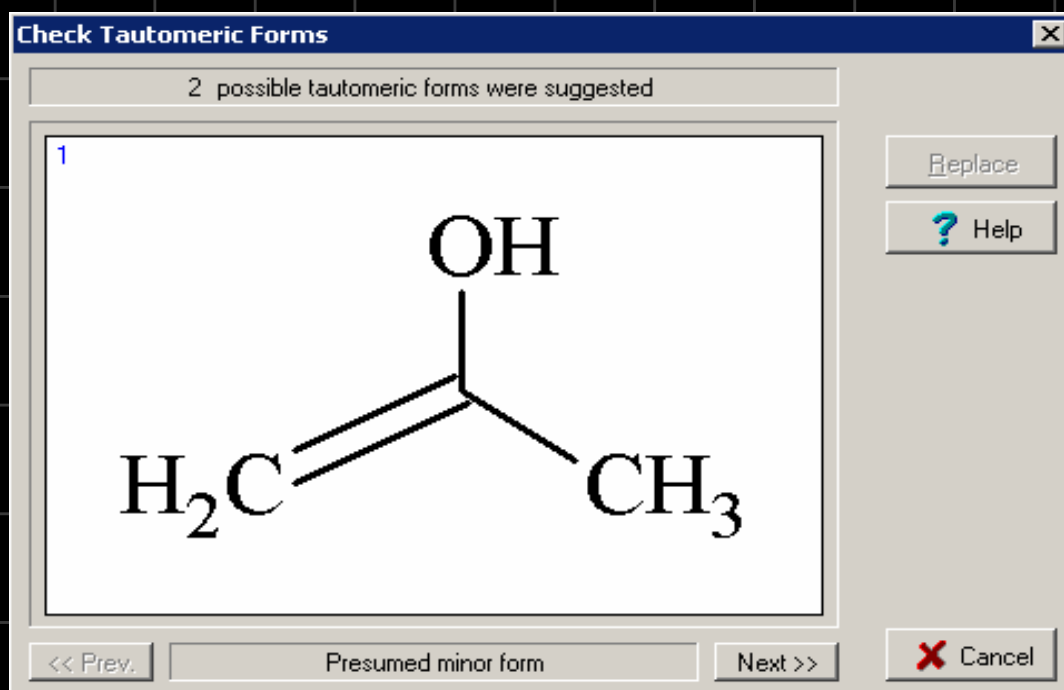 Check Tautomeric Forms
2 possible tautomeric forms were suggested
1
OH
H2C
CH3
Replace
? Help
<< Prev.
Presumed minor form
Next >>
Cancel